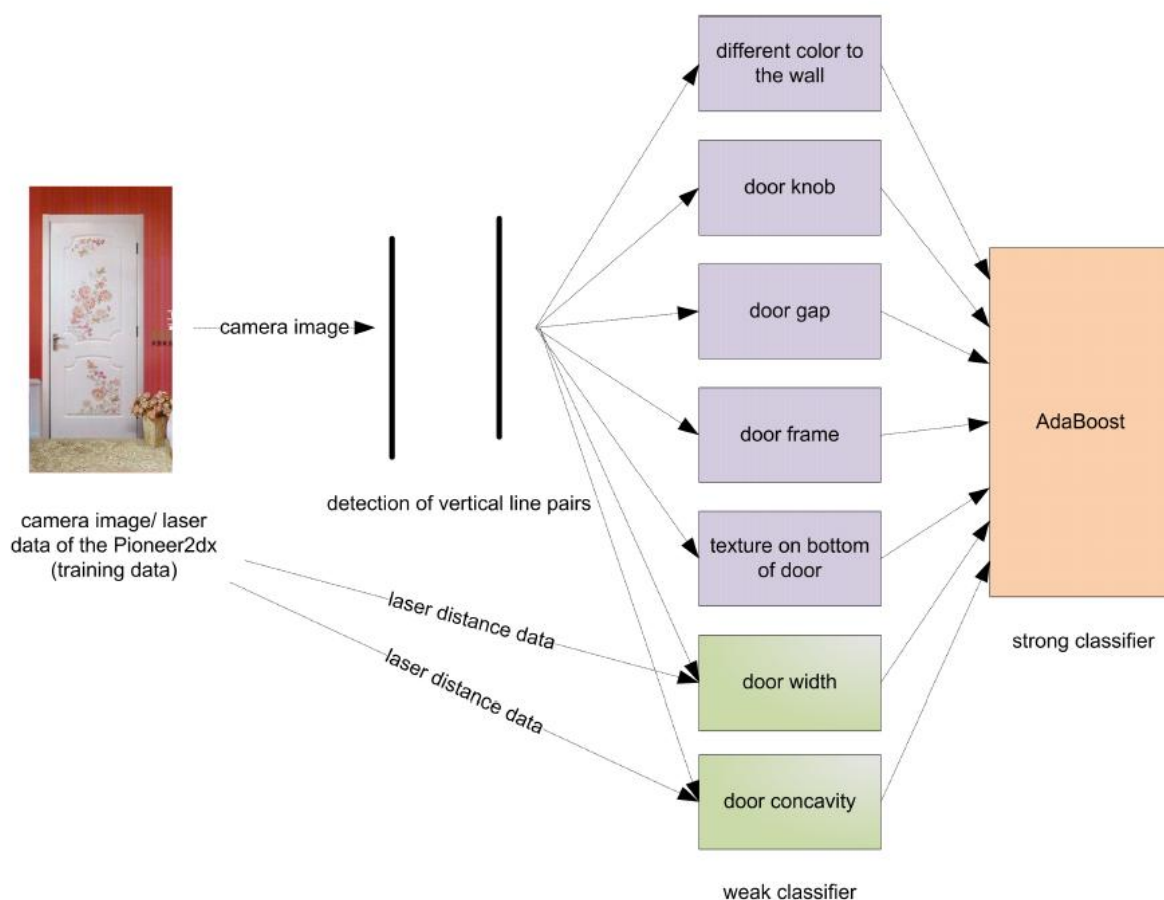 different color to
the wall
door knob
door gap
door frame
texture on bottom
of door
door width
door concavity
weak classifier
camera image
detection of vertical line pairs
camera image/ laser
data of the Pioneer2dx
(training data)
laser distance data
laser distance data
AdaBoost
strong classifier